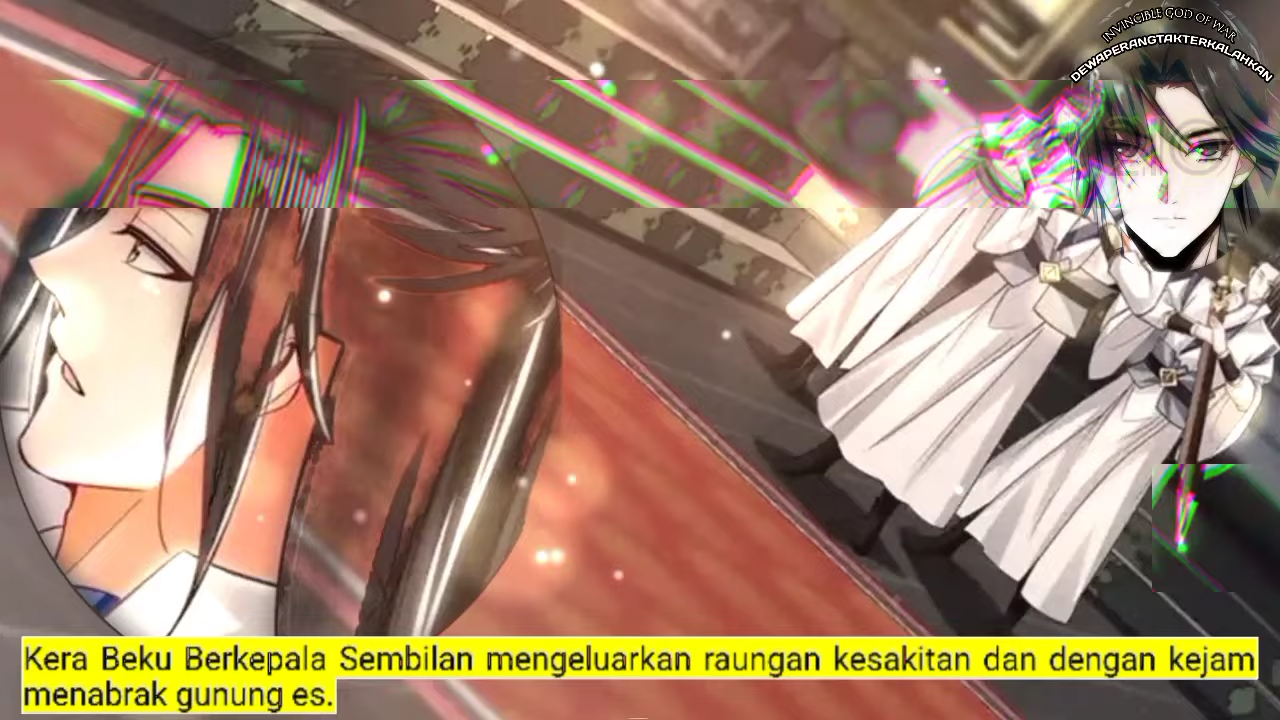 INVINCIBLE GOD OF WAR
DEWAPERANGTAKTERKALAHKAN
Kera Beku Berkepala Sembilan mengeluarkan raungan kesakitan dan dengan kejam
menabrak gunung es.